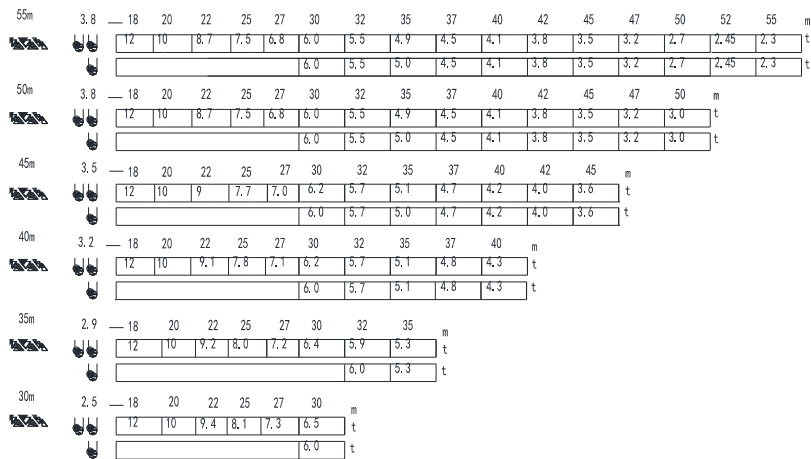 55m 3.8 — 18 20 22 25 27 30 32 35 37 40 42 45 47 50 52 55 m
12 10 8.7 7.5 6.8 6.0 5.5 4.9 4.5 4.1 3.8 3.5 3.2 2.7 2.45 2.3 t
6.0 5.5 5.0 4.5 4.1 3.8 3.5 3.2 2.7 2.45 2.3 t
50m 3.8 — 18 20 22 25 27 30 32 35 37 40 42 45 47 50 m
12 10 8.7 7.5 6.8 6.0 5.5 4.9 4.5 4.1 3.8 3.5 3.2 3.0 t
6.0 5.5 5.0 4.5 4.1 3.8 3.5 3.2 3.0 t
45m 3.5 — 18 20 22 25 27 30 32 35 37 40 42 45 m
12 10 9 7.7 7.0 6.2 5.7 5.1 4.7 4.2 4.0 3.6 t
6.0 5.7 5.0 4.7 4.2 4.0 3.6 t
40m 3.2 — 18 20 22 25 27 30 32 35 37 40 m
12 10 9.1 7.8 7.1 6.2 5.7 5.1 4.8 4.3 t
6.0 5.7 5.1 4.8 4.3 t
35m 2.9 — 18 20 22 25 27 30 32 35 m
12 10 9.2 8.0 7.2 6.4 5.9 5.3 t
6.0 5.3 t
30m 2.5 — 18 20 22 25 27 30 m
12 10 9.4 8.1 7.3 6.5 t
6.0 t